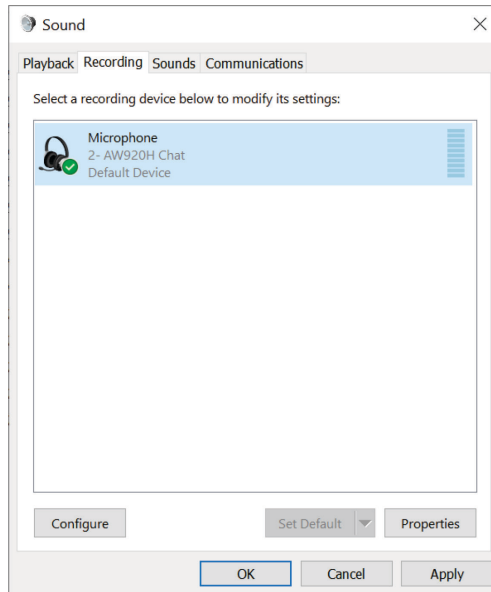 Sound
Playback Recording Sounds Communications
Select a recording device below to modify its settings:
Microphone
2- AW920H Chat
Default Device
Configure Set Default Properties
OK Cancel Apply